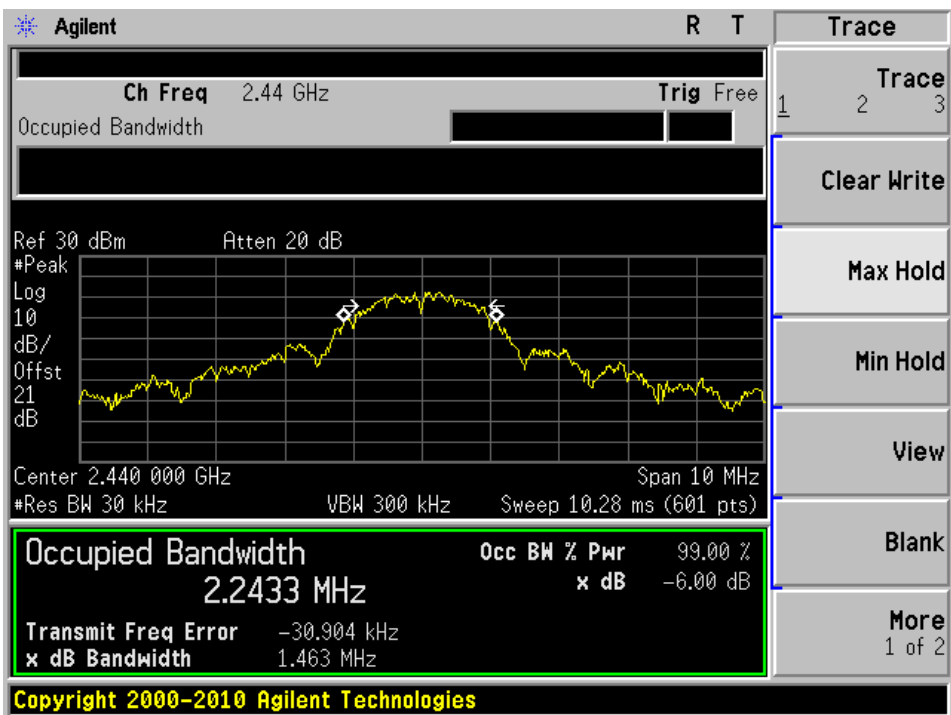 Agilent R T
Ch Freq 2.44 GHz Trig Free
Occupied Bandwidth
Ref 30 dBm Atten 20 dB
#Peak
Log
10
dB/
Offst
21
dB
Center 2.440 000 GHz Span 10 MHz
#Res BW 30 kHz VBW 300 kHz Sweep 10.28 ms (601 pts)
Occupied Bandwidth Occ BW % Pwr 99.00 %
2.2433 MHz x dB -6.00 dB
Transmit Freq Error -30.904 kHz
x dB Bandwidth 1.463 MHz
Copyright 2000-2010 Agilent Technologies
Trace
Trace
1 2 3
Clear Write
Max Hold
Min Hold
View
Blank
More
1 of 2